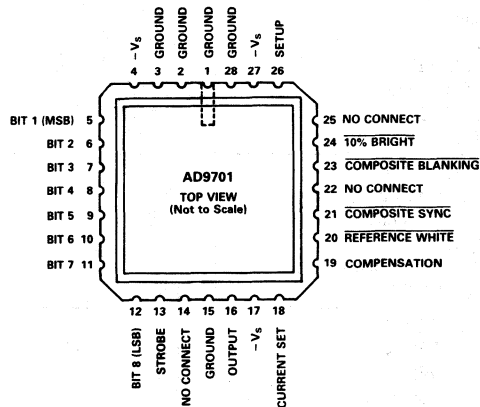 – VS
GROUND
GROUND
GROUND
GROUND
– VS
SETUP
4 3 2 1 28 27 26
BIT 1 (MSB) 5
BIT 2 6
BIT 3 7
BIT 4 8
BIT 5 9
BIT 6 10
BIT 7 11
AD9701
TOP VIEW
(Not to Scale)
25 NO CONNECT
24 10% BRIGHT
23 COMPOSITE BLANKING
22 NO CONNECT
21 COMPOSITE SYNC
20 REFERENCE WHITE
19 COMPENSATION
12 13 14 15 16 17 18
BIT 8 (LSB)
STROBE
NO CONNECT
GROUND
OUTPUT
– VS
CURRENT SET